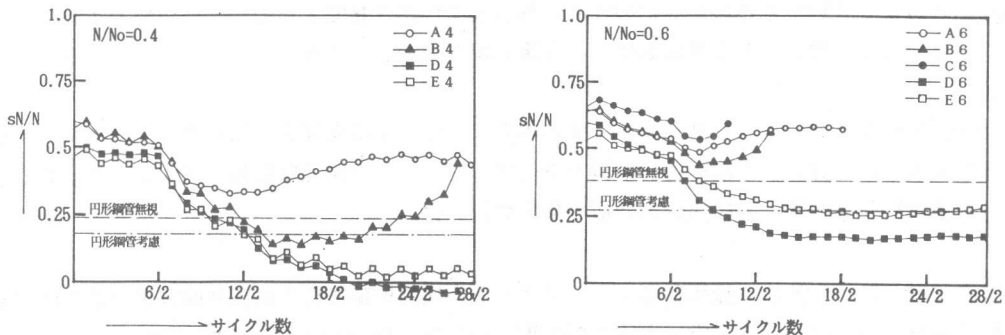 1.0
N/No=0.4
A 4
B 4
D 4
E 4
0.75
sN/N
0.5
0.25
0
円形鋼管無視
円形鋼管考慮
6/2
12/2
18/2
24/2
28/2
サイクル数
1.0
N/No=0.6
A 6
B 6
C 6
D 6
E 6
0.75
sN/N
0.5
0.25
0
円形鋼管無視
円形鋼管考慮
6/2
12/2
18/2
24/2
28/2
サイクル数